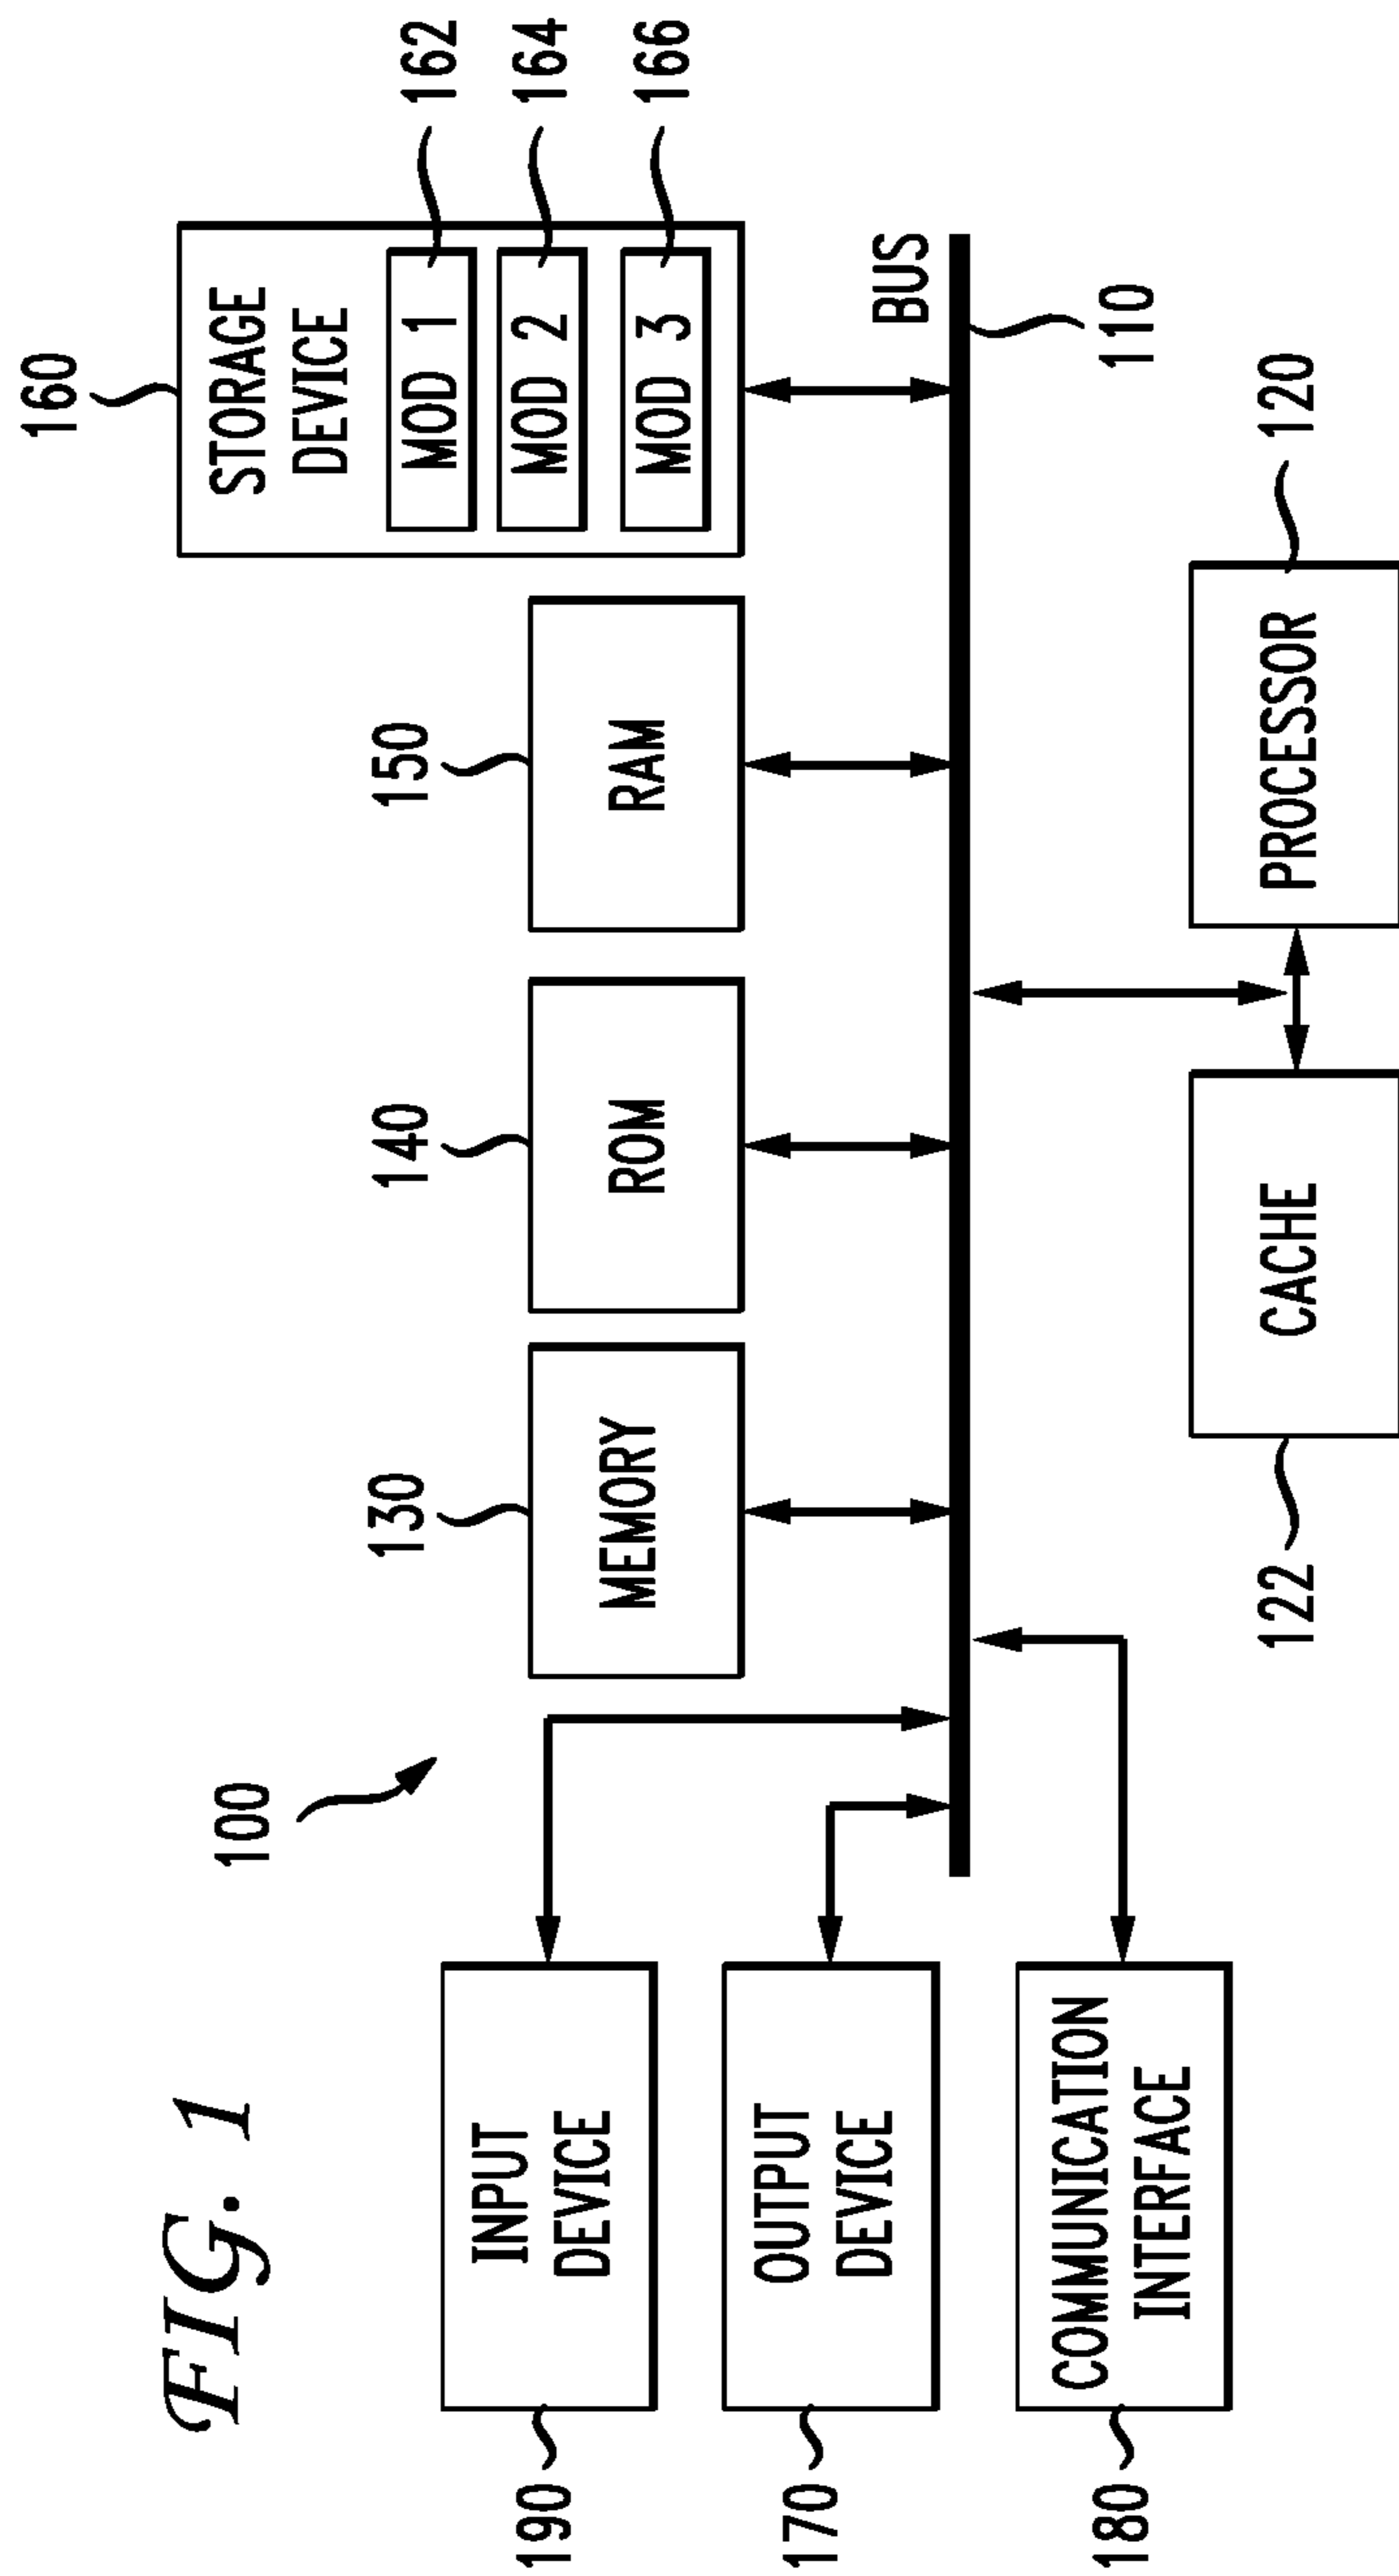 FIG. 1
160
STORAGE
DEVICE
MOD 1
162
MOD 2
164
MOD 3
166
100
130
MEMORY
140
ROM
150
RAM
190
INPUT
DEVICE
170
OUTPUT
DEVICE
180
COMMUNICATION
INTERFACE
BUS
110
122
CACHE
PROCESSOR
120